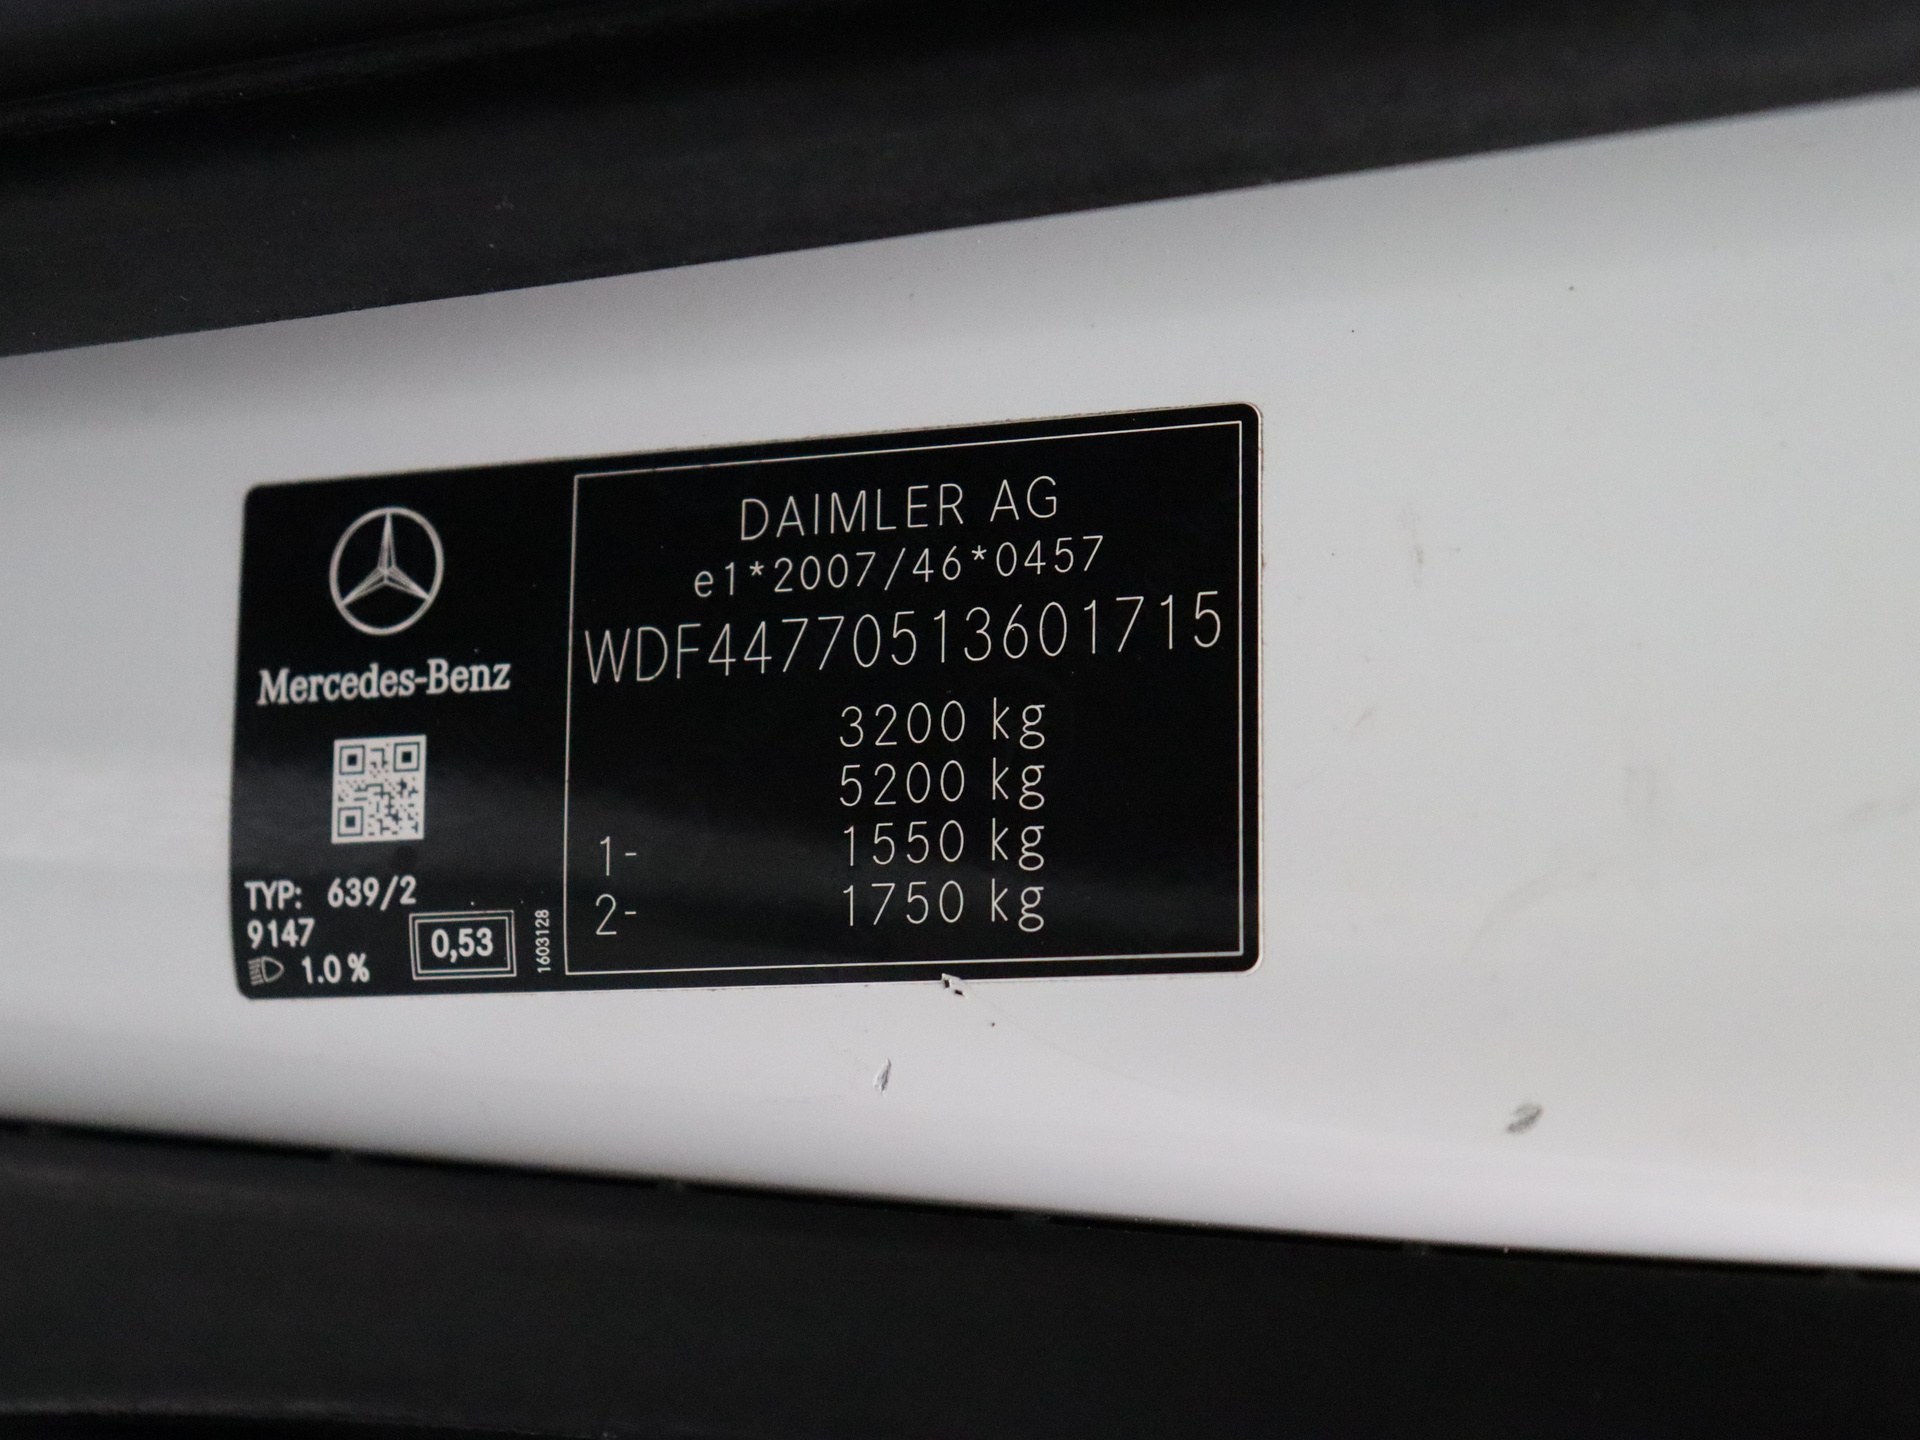 Mercedes-Benz
TYP: 639/2
9147
1.0 %
0,53
1603128
DAIMLER AG
e1*2007/46*0457
WDF44770513601715
3200 kg
5200 kg
1- 1550 kg
2- 1750 kg